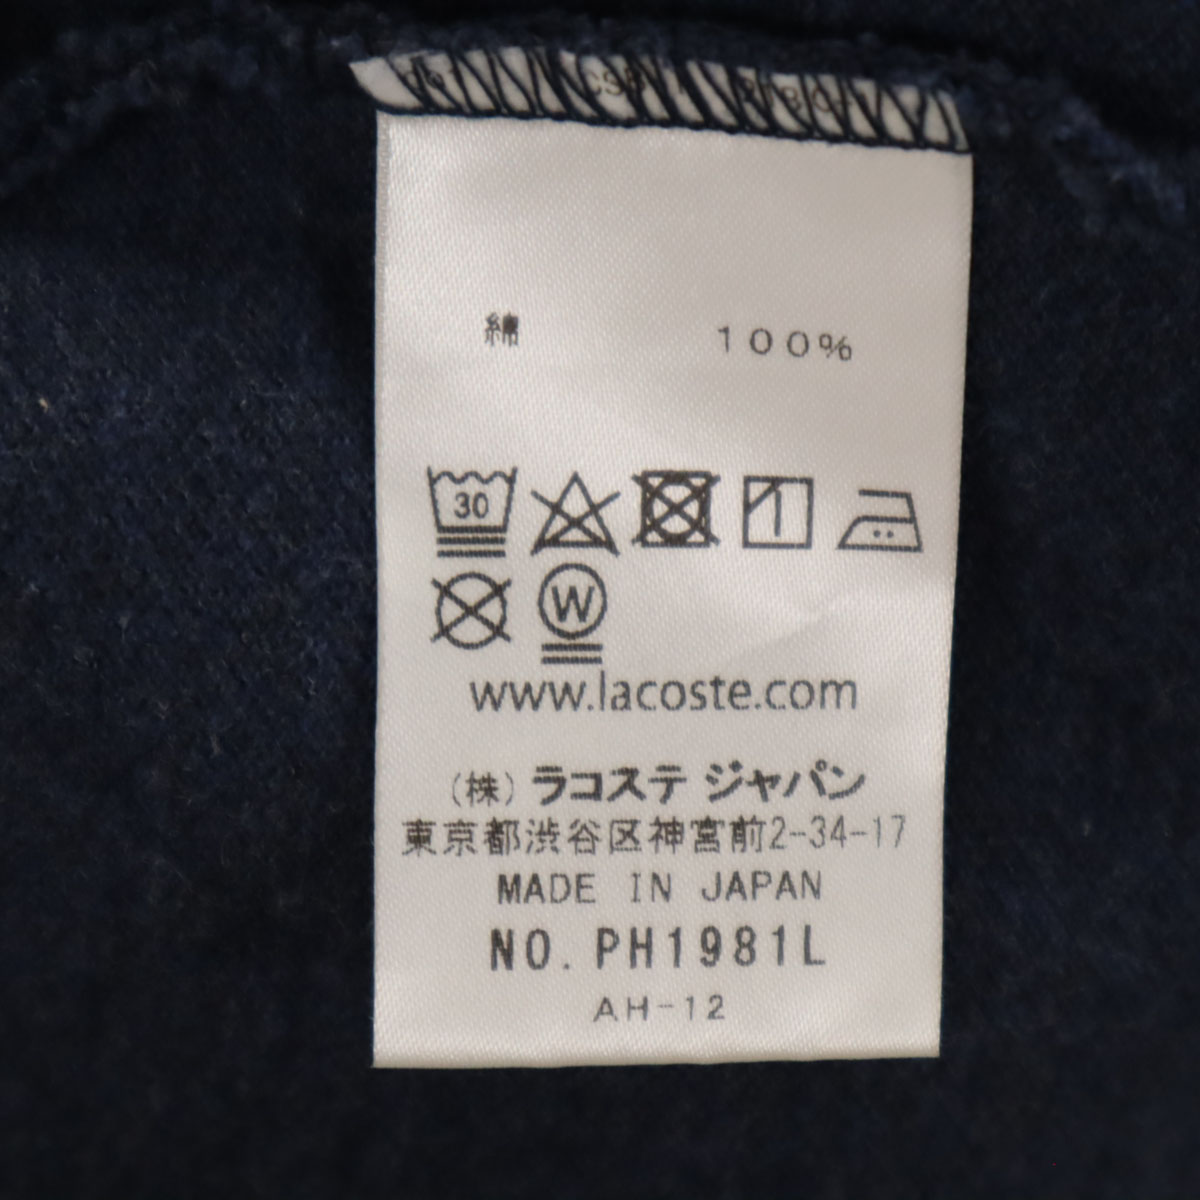 綿 100%
30
W
www.lacoste.com
(株) ラコステ ジャパン
東京都渋谷区神宮前2-34-17
MADE IN JAPAN
NO. PH1981L
AH-12